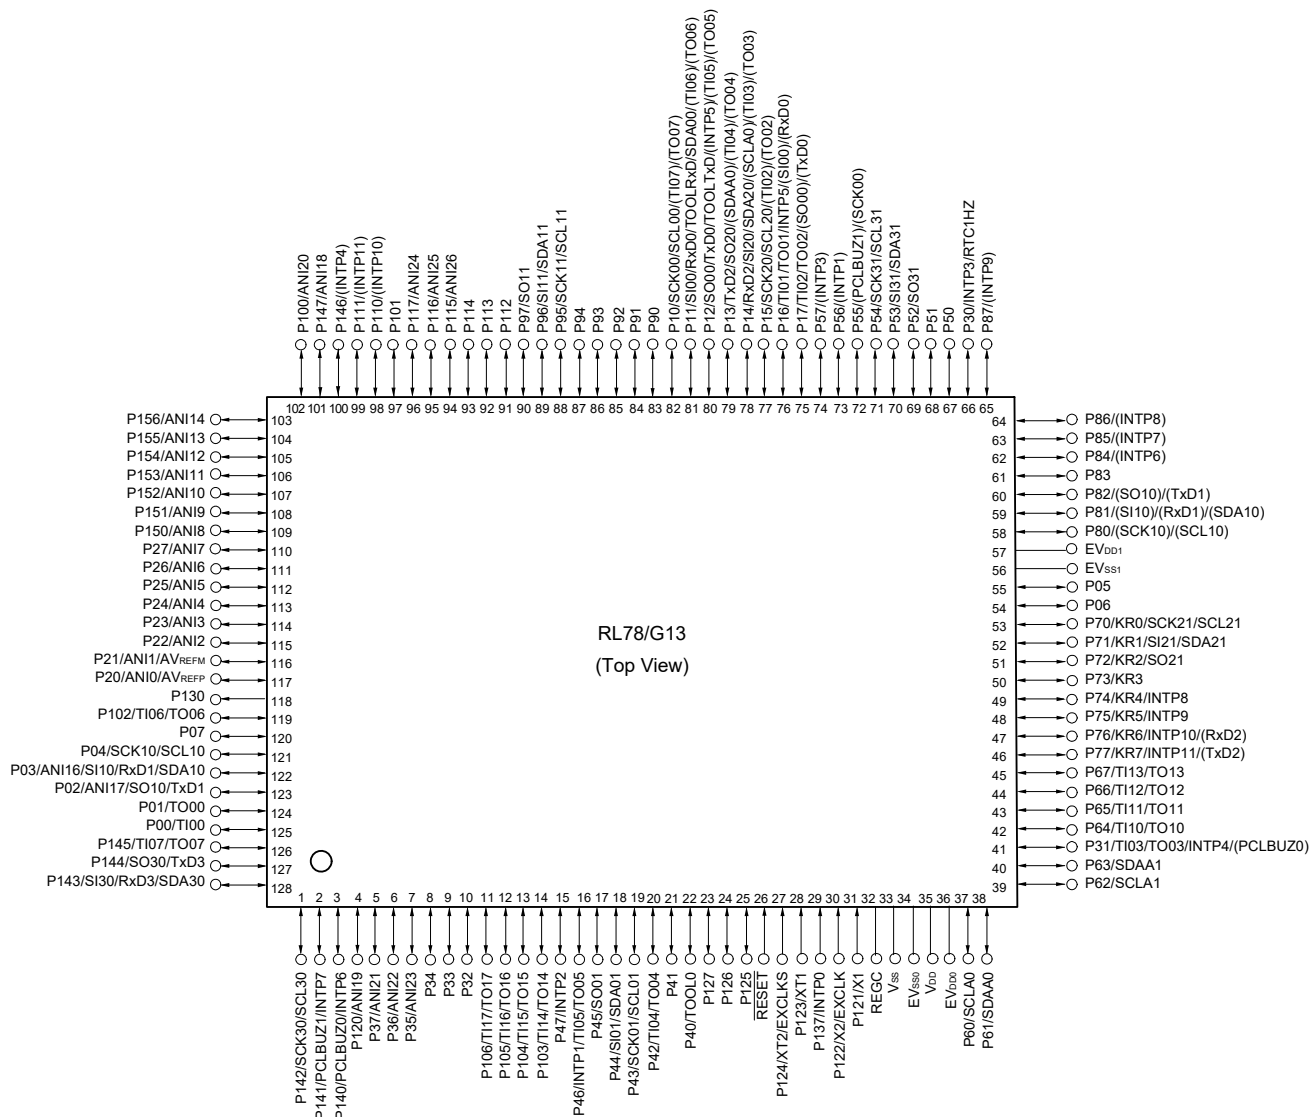 P100/ANI20
P147/ANI18
P146/(INTP4)
P111/(INTP11)
P110/(INTP10)
P101
P117/ANI24
P116/ANI25
P115/ANI26
P114
P113
P112
P97/SO11
P96/SI11/SDA11
P95/SCK11/SCL11
P94
P93
P92
P91
P90
P10/SCK00/SCL00/(TI07)/(TO07)
P11/SI00/RxD0/TOOLRxD/SDA00/(TI06)/(TO06)
P12/SO00/TxD0/TOOLTxD/(INTP5)/(TI05)/(TO05)
P13/TxD2/SO20/(SDAA0)/(TI04)/(TO04)
P14/RxD2/SI20/SDA20/(SCLA0)/(TI03)/(TO03)
P15/SCK20/SCL20/(TI02)/(TO02)
P16/TI01/TO01/INTP5/(SI00)/(RxD0)
P17/TI02/TO02/(SO00)/(TxD0)
P57/(INTP3)
P56/(INTP1)
P55/(PCLBUZ1)/(SCK00)
P54/SCK31/SCL31
P53/SI31/SDA31
P52/SO31
P51
P50
P30/INTP3/RTC1HZ
P87/(INTP9)
102 101 100 99 98 97 96 95 94 93 92 91 90 89 88 87 86 85 84 83 82 81 80 79 78 77 76 75 74 73 72 71 70 69 68 67 66 65
P156/ANI14 103
P155/ANI13 104
P154/ANI12 105
P153/ANI11 106
P152/ANI10 107
P151/ANI9 108
P150/ANI8 109
P27/ANI7 110
P26/ANI6 111
P25/ANI5 112
P24/ANI4 113
P23/ANI3 114
P22/ANI2 115
P21/ANI1/AVREFM 116
P20/ANI0/AVREFP 117
P130 118
P102/TI06/TO06 119
P07 120
P04/SCK10/SCL10 121
P03/ANI16/SI10/RxD1/SDA10 122
P02/ANI17/SO10/TxD1 123
P01/TO00 124
P00/TI00 125
P145/TI07/TO07 126
P144/SO30/TxD3 127
P143/SI30/RxD3/SDA30 128
RL78/G13
(Top View)
64 P86/(INTP8)
63 P85/(INTP7)
62 P84/(INTP6)
61 P83
60 P82/(SO10)/(TxD1)
59 P81/(SI10)/(RxD1)/(SDA10)
58 P80/(SCK10)/(SCL10)
57 EVDD1
56 EVSS1
55 P05
54 P06
53 P70/KR0/SCK21/SCL21
52 P71/KR1/SI21/SDA21
51 P72/KR2/SO21
50 P73/KR3
49 P74/KR4/INTP8
48 P75/KR5/INTP9
47 P76/KR6/INTP10/(RxD2)
46 P77/KR7/INTP11/(TxD2)
45 P67/TI13/TO13
44 P66/TI12/TO12
43 P65/TI11/TO11
42 P64/TI10/TO10
41 P31/TI03/TO03/INTP4/(PCLBUZ0)
40 P63/SDAA1
39 P62/SCLA1
1 2 3 4 5 6 7 8 9 10 11 12 13 14 15 16 17 18 19 20 21 22 23 24 25 26 27 28 29 30 31 32 33 34 35 36 37 38
P142/SCK30/SCL30
P141/PCLBUZ1/INTP7
P140/PCLBUZ0/INTP6
P120/ANI19
P37/ANI21
P36/ANI22
P35/ANI23
P34
P33
P32
P106/TI17/TO17
P105/TI16/TO16
P104/TI15/TO15
P103/TI14/TO14
P47/INTP2
P46/INTP1/TI05/TO05
P45/SO01
P44/SI01/SDA01
P43/SCK01/SCL01
P42/TI04/TO04
P41
P40/TOOL0
P127
P126
P125
RESET
P124/XT2/EXCLKS
P123/XT1
P137/INTP0
P122/X2/EXCLK
P121/X1
REGC
VSS
EVSS0
VDD
EVDD0
P60/SCLA0
P61/SDAA0